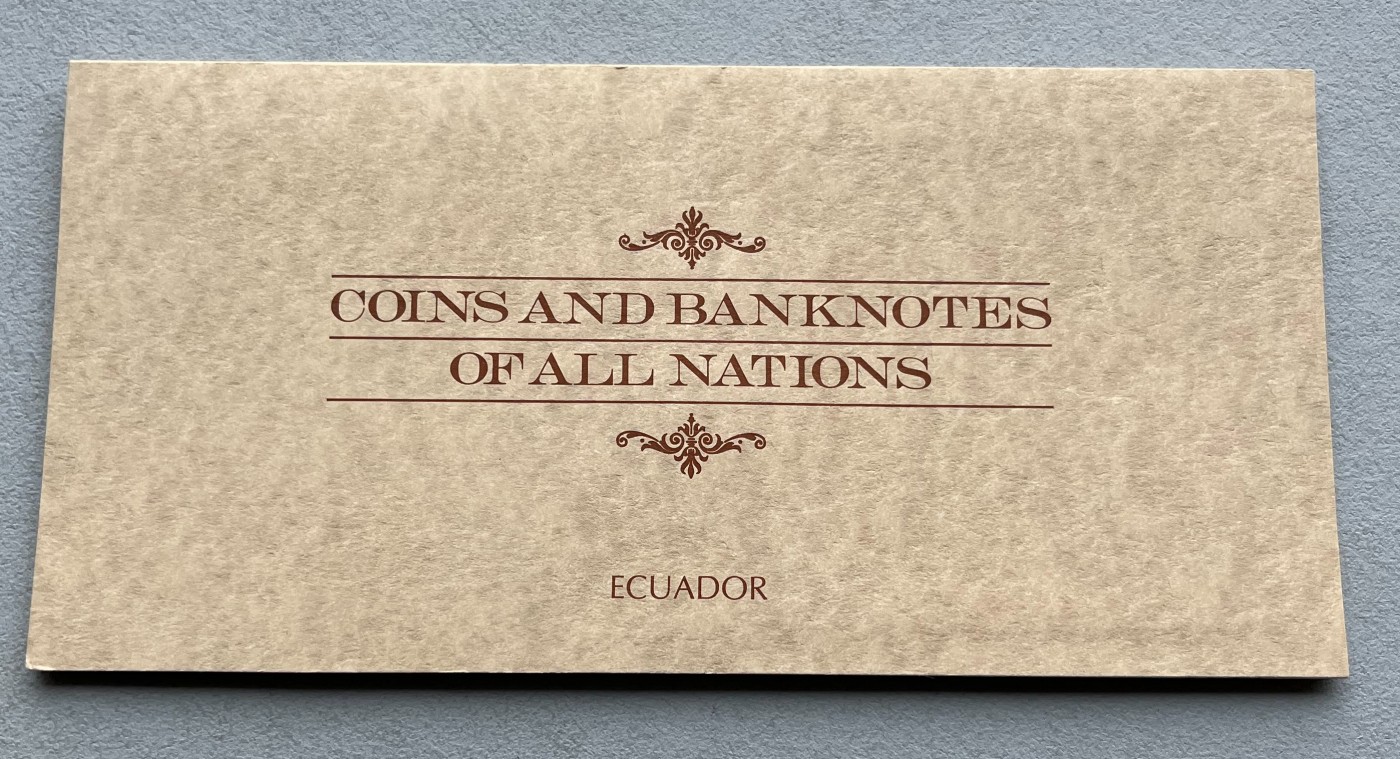 COINS AND BANKNOTES
OF ALL NATIONS
ECUADOR